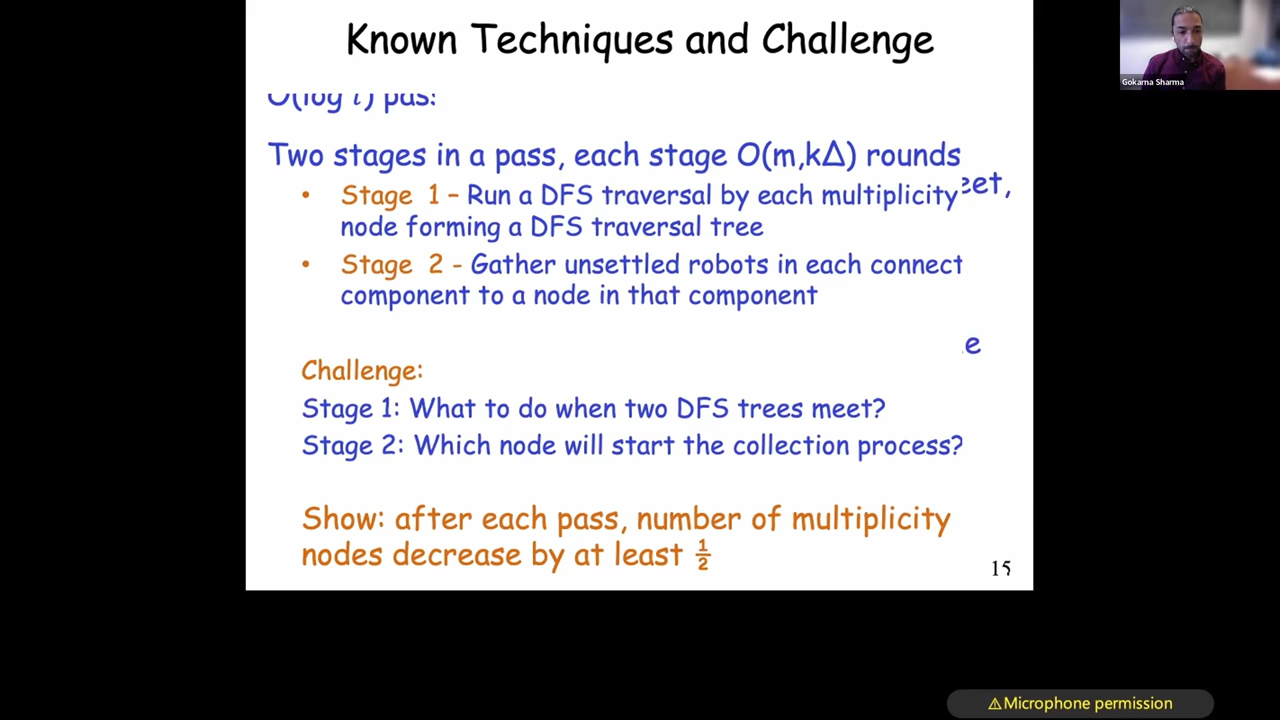 Known Techniques and Challenge
Gokarna Sharma
O(log
Two stages in a pass, each stage O(m,kΔ) rounds
• Stage 1 – Run a DFS traversal by each multiplicity
node forming a DFS traversal tree
• Stage 2 - Gather unsettled robots in each connect
component to a node in that component
e
Challenge:
Stage 1: What to do when two DFS trees meet?
Stage 2: Which node will start the collection process?
Show: after each pass, number of multiplicity
nodes decrease by at least ½
15
⚠Microphone permission